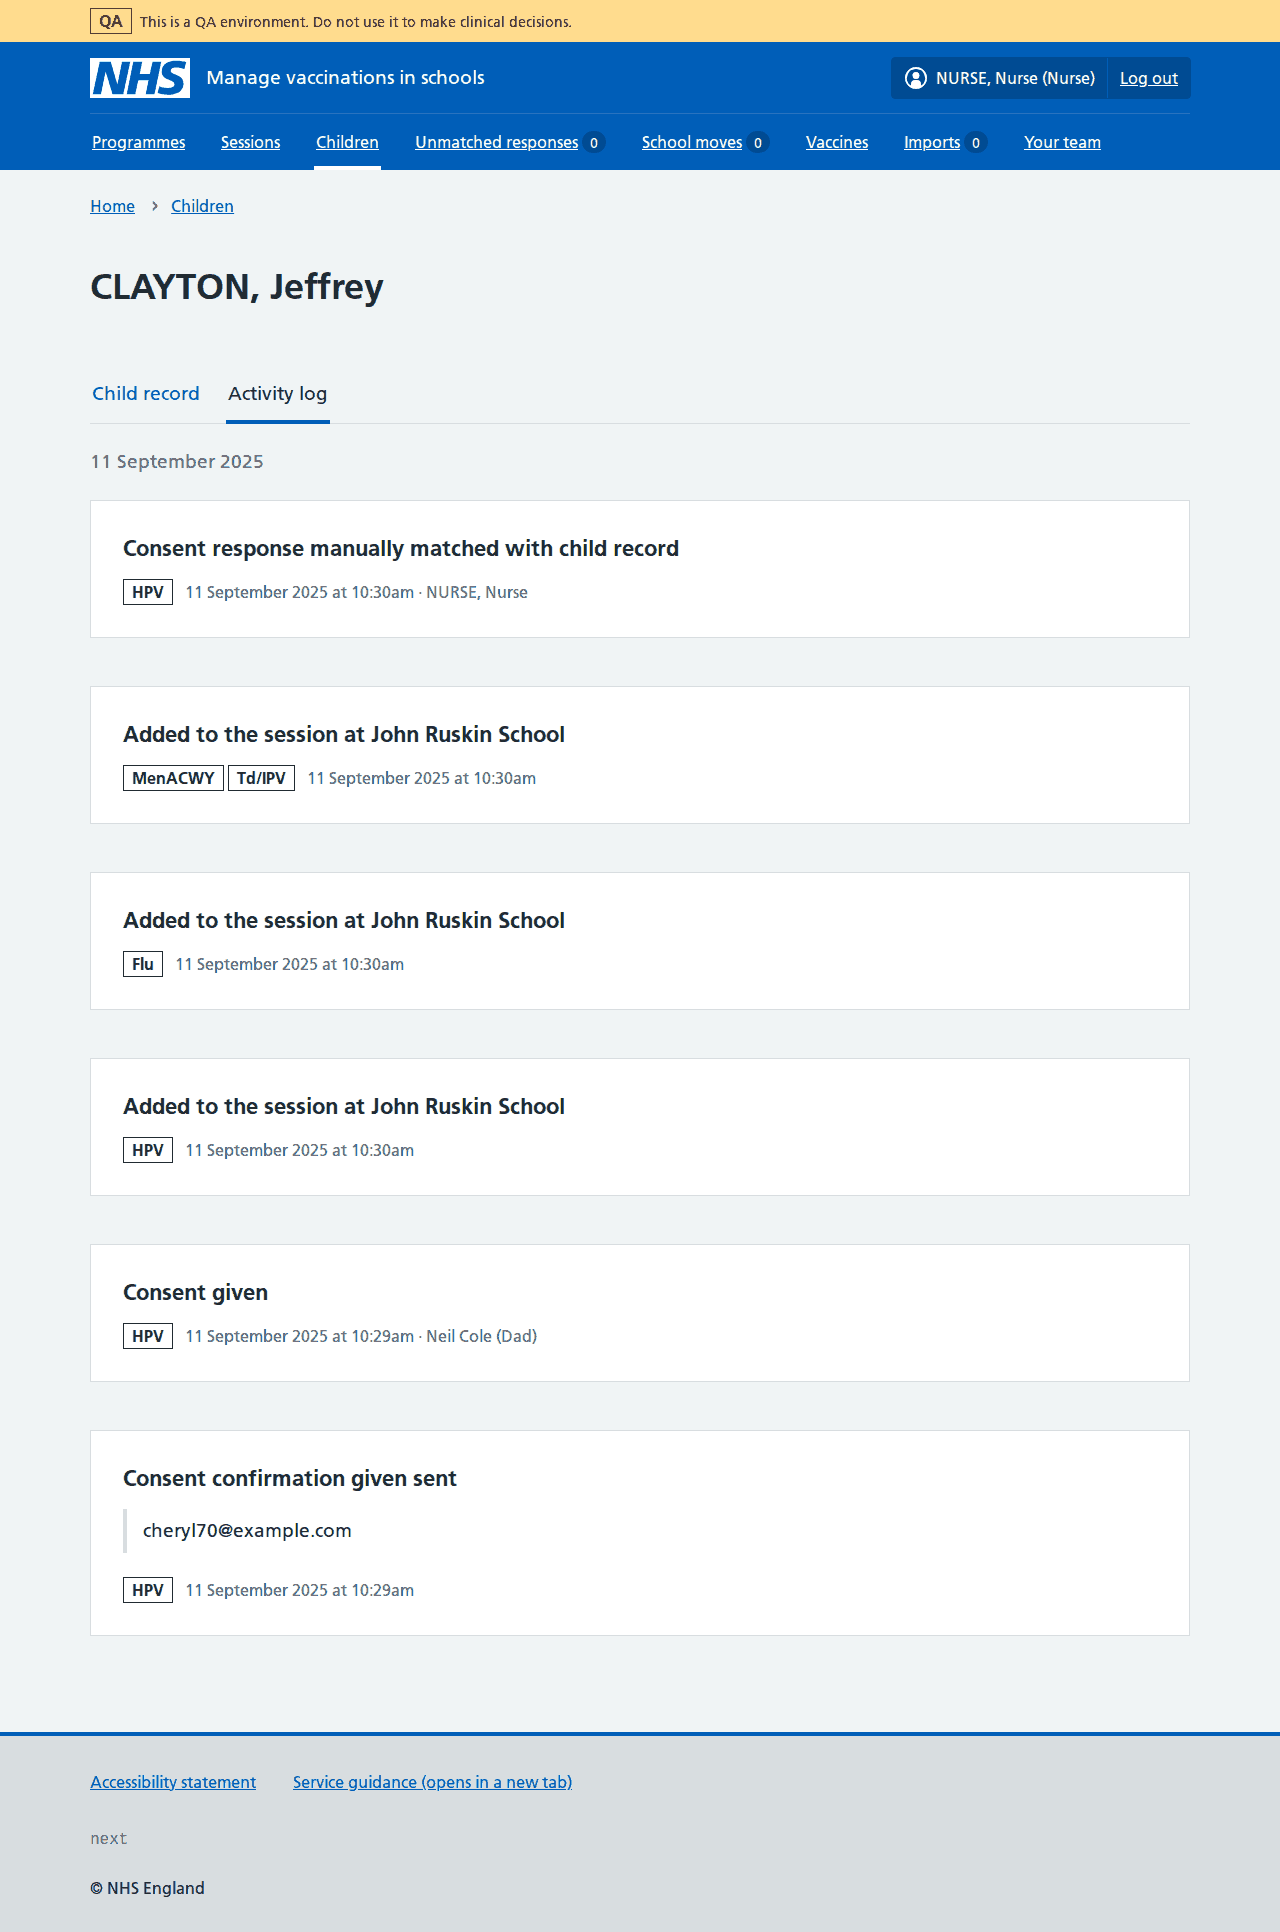 QA This is a QA environment. Do not use it to make clinical decisions.
NHS Manage vaccinations in schools NURSE, Nurse (Nurse) Log out
Programmes Sessions Children Unmatched responses 0 School moves 0 Vaccines Imports 0 Your team
Home › Children
CLAYTON, Jeffrey
Child record Activity log
11 September 2025
Consent response manually matched with child record
HPV 11 September 2025 at 10:30am · NURSE, Nurse
Added to the session at John Ruskin School
MenACWY Td/IPV 11 September 2025 at 10:30am
Added to the session at John Ruskin School
Flu 11 September 2025 at 10:30am
Added to the session at John Ruskin School
HPV 11 September 2025 at 10:30am
Consent given
HPV 11 September 2025 at 10:29am · Neil Cole (Dad)
Consent confirmation given sent
cheryl70@example.com
HPV 11 September 2025 at 10:29am
Accessibility statement Service guidance (opens in a new tab)
next
© NHS England